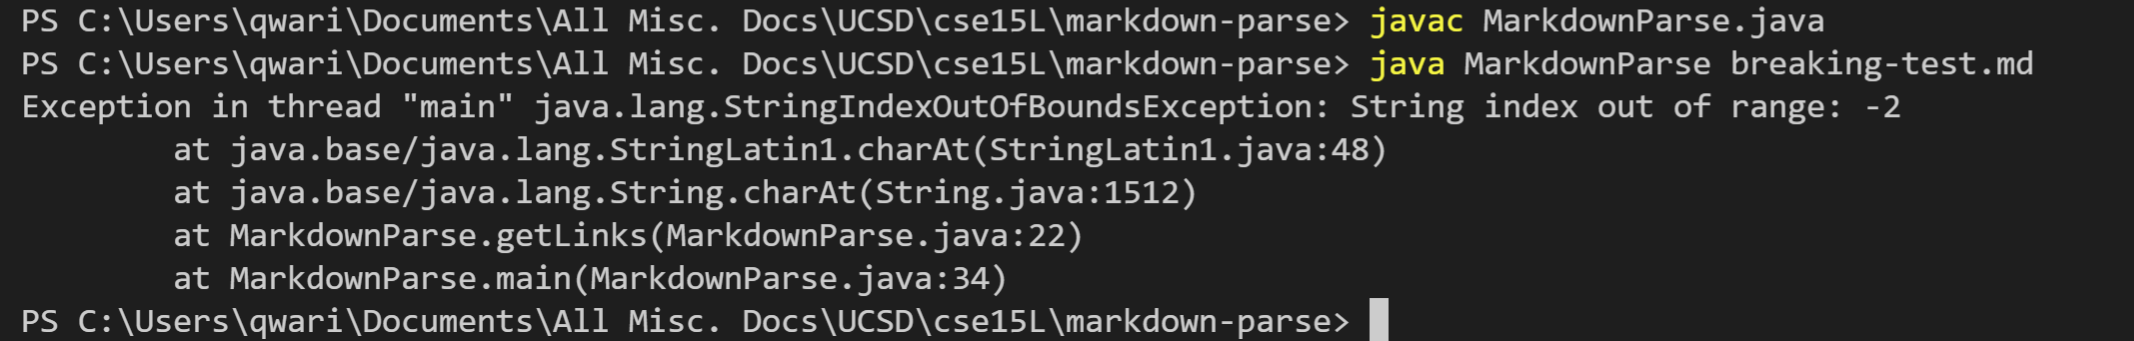 PS C:\Users\qwari\Documents\All Misc. Docs\UCSD\cse15L\markdown-parse> javac MarkdownParse.java
PS C:\Users\qwari\Documents\All Misc. Docs\UCSD\cse15L\markdown-parse> java MarkdownParse breaking-test.md
Exception in thread "main" java.lang.StringIndexOutOfBoundsException: String index out of range: -2
        at java.base/java.lang.StringLatin1.charAt(StringLatin1.java:48)
        at java.base/java.lang.String.charAt(String.java:1512)
        at MarkdownParse.getLinks(MarkdownParse.java:22)
        at MarkdownParse.main(MarkdownParse.java:34)
PS C:\Users\qwari\Documents\All Misc. Docs\UCSD\cse15L\markdown-parse>